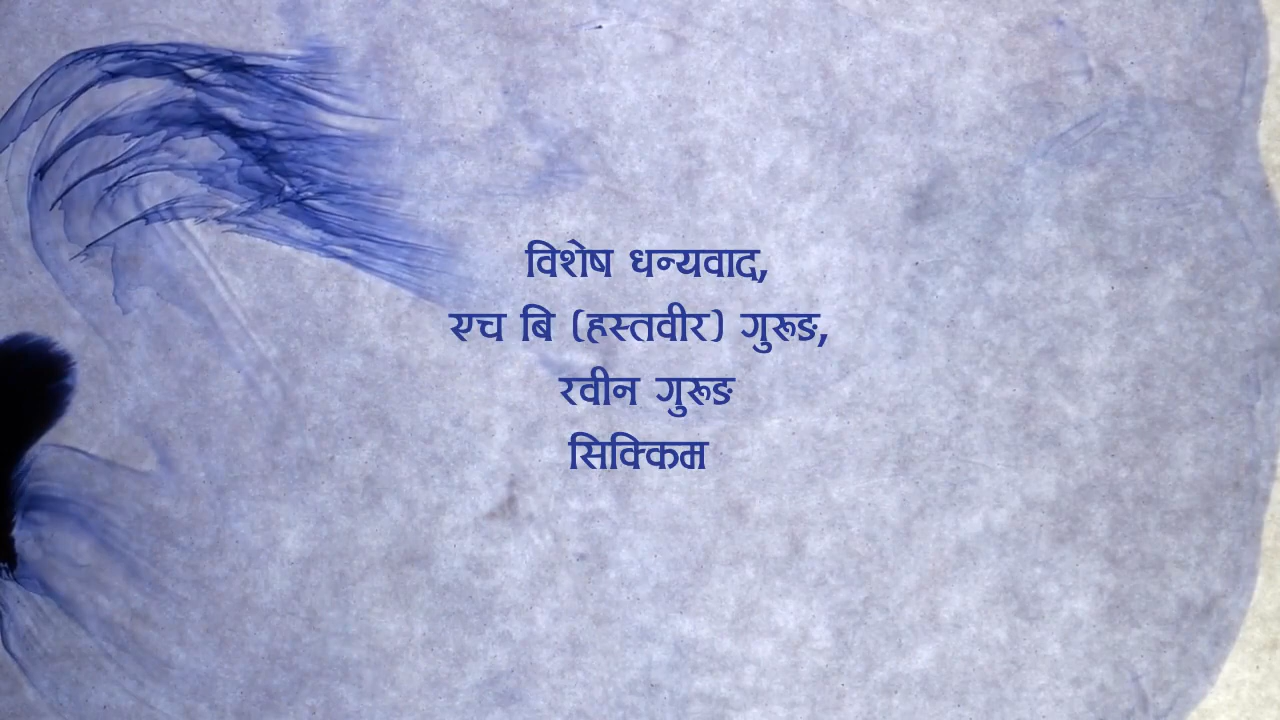 विशेष धन्यवाद,
एच बि (हस्तवीर) गुरूङ,
रवीन गुरूङ
सिक्किम